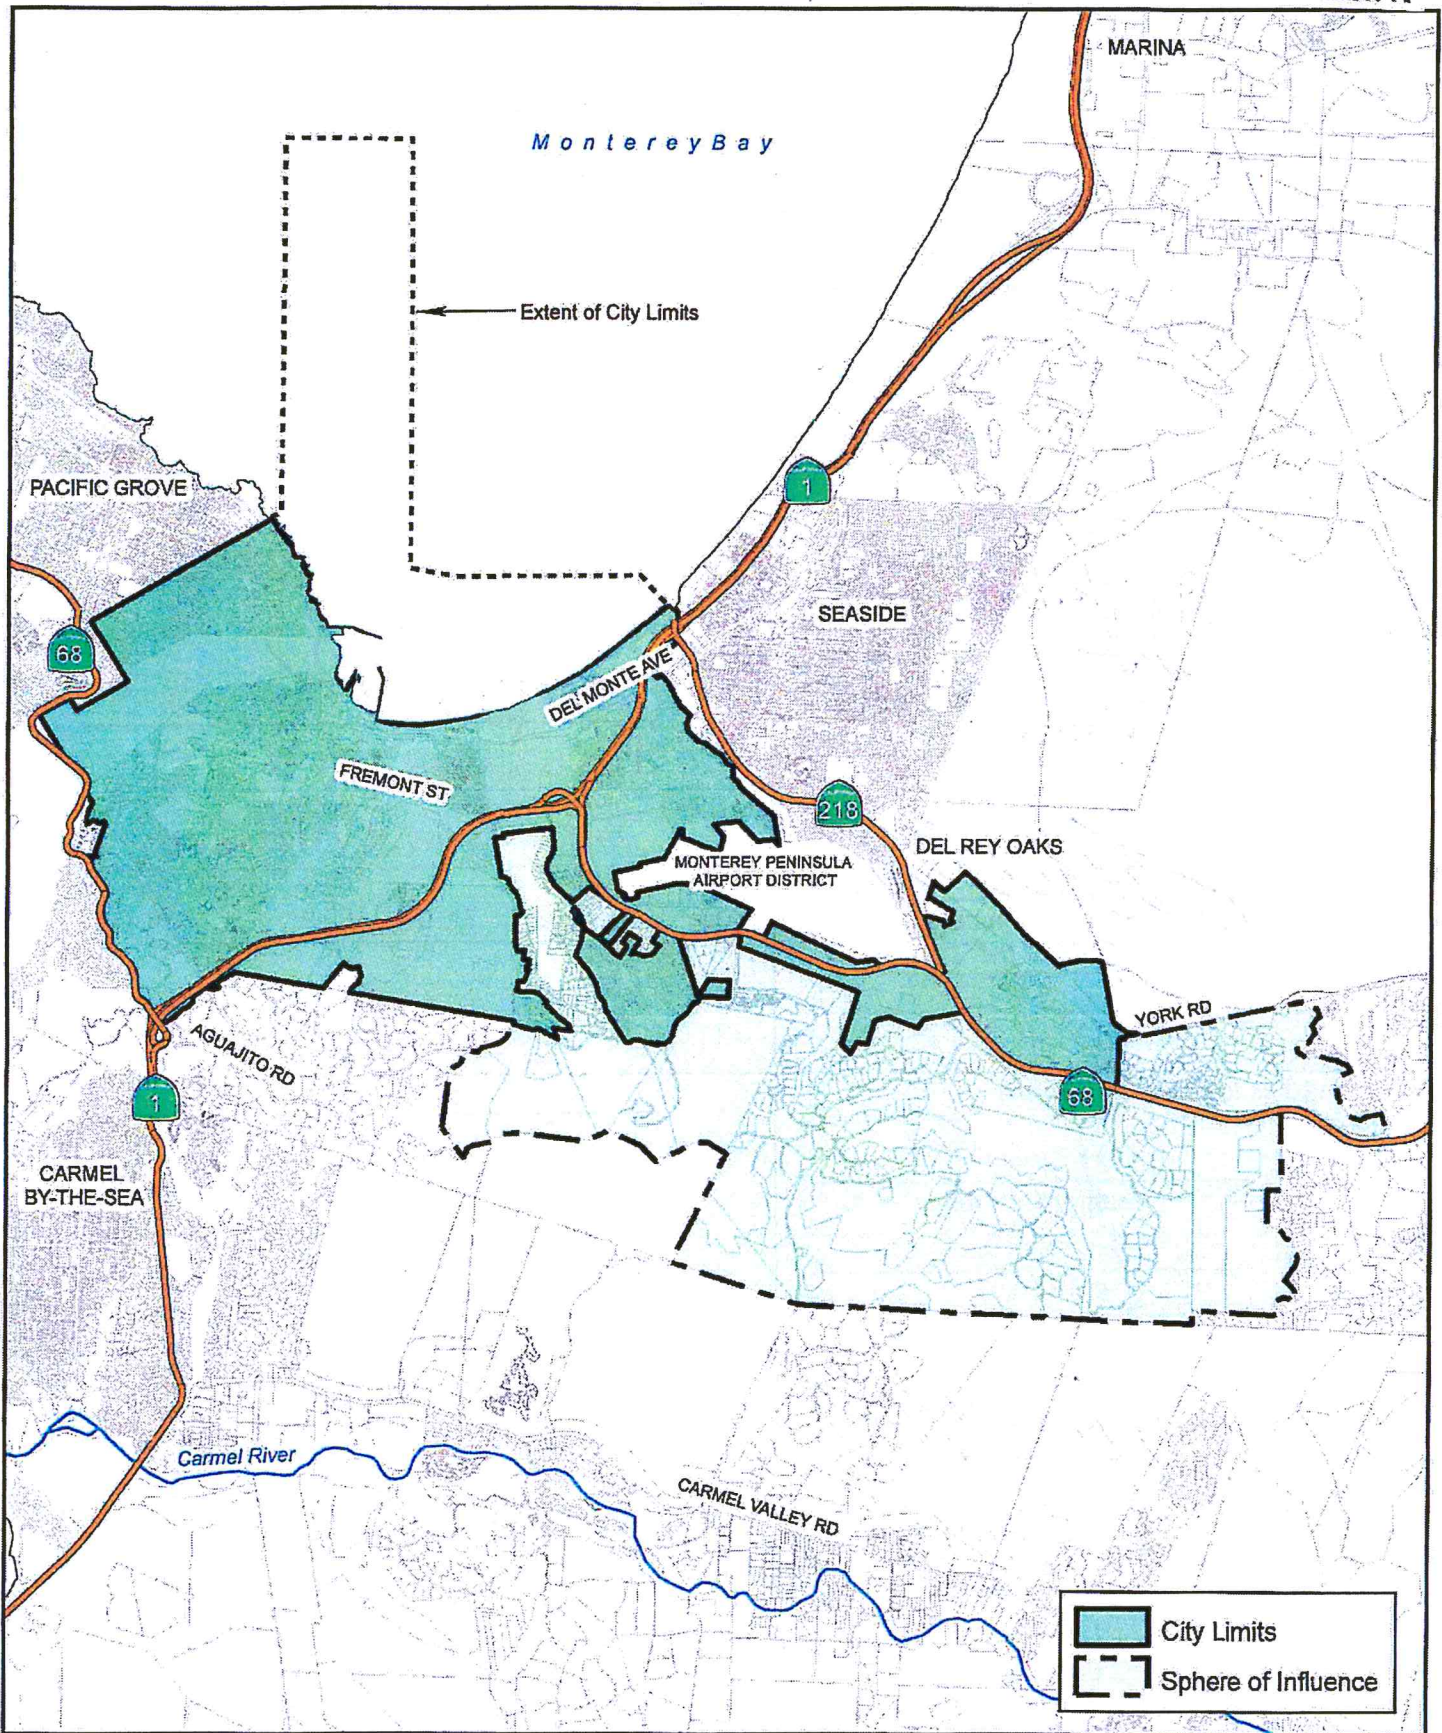 MARINA
Monterey Bay
Extent of City Limits
PACIFIC GROVE
1
SEASIDE
68
DEL MONTE AVE
FREMONT ST
218
DEL REY OAKS
MONTEREY PENINSULA
AIRPORT DISTRICT
YORK RD
AGUAJITO RD
68
1
CARMEL
BY-THE-SEA
Carmel River
CARMEL VALLEY RD
City Limits
Sphere of Influence